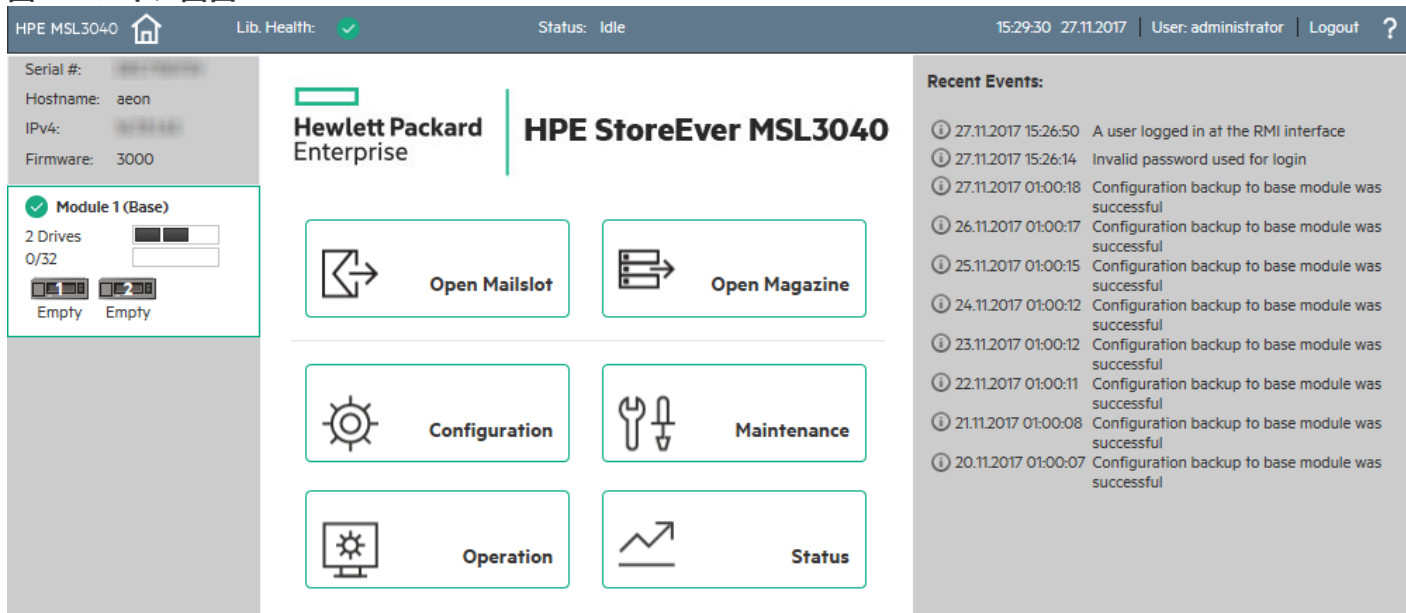 HPE MSL3040
Lib. Health:
Status: Idle
15:29:30 27.11.2017 User: administrator Logout ?
Serial #:
Hostname: aeon
IPv4:
Firmware: 3000
Module 1 (Base)
2 Drives
0/32
1 2
Empty Empty
Hewlett Packard
Enterprise
HPE StoreEver MSL3040
Open Mailslot
Open Magazine
Configuration
Maintenance
Operation
Status
Recent Events:
27.11.2017 15:26:50 A user logged in at the RMI interface
27.11.2017 15:26:14 Invalid password used for login
27.11.2017 01:00:18 Configuration backup to base module was
successful
26.11.2017 01:00:17 Configuration backup to base module was
successful
25.11.2017 01:00:15 Configuration backup to base module was
successful
24.11.2017 01:00:12 Configuration backup to base module was
successful
23.11.2017 01:00:12 Configuration backup to base module was
successful
22.11.2017 01:00:11 Configuration backup to base module was
successful
21.11.2017 01:00:08 Configuration backup to base module was
successful
20.11.2017 01:00:07 Configuration backup to base module was
successful